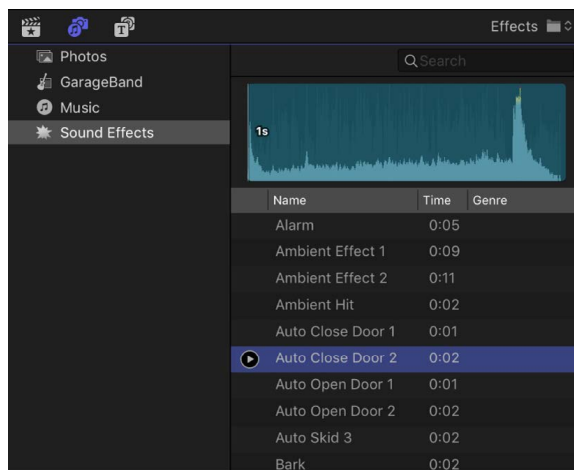 Effects
Photos
Search
GarageBand
Music
Sound Effects
1s
Name Time Genre
Alarm 0:05
Ambient Effect 1 0:09
Ambient Effect 2 0:11
Ambient Hit 0:02
Auto Close Door 1 0:01
Auto Close Door 2 0:02
Auto Open Door 1 0:01
Auto Open Door 2 0:02
Auto Skid 3 0:02
Bark 0:02